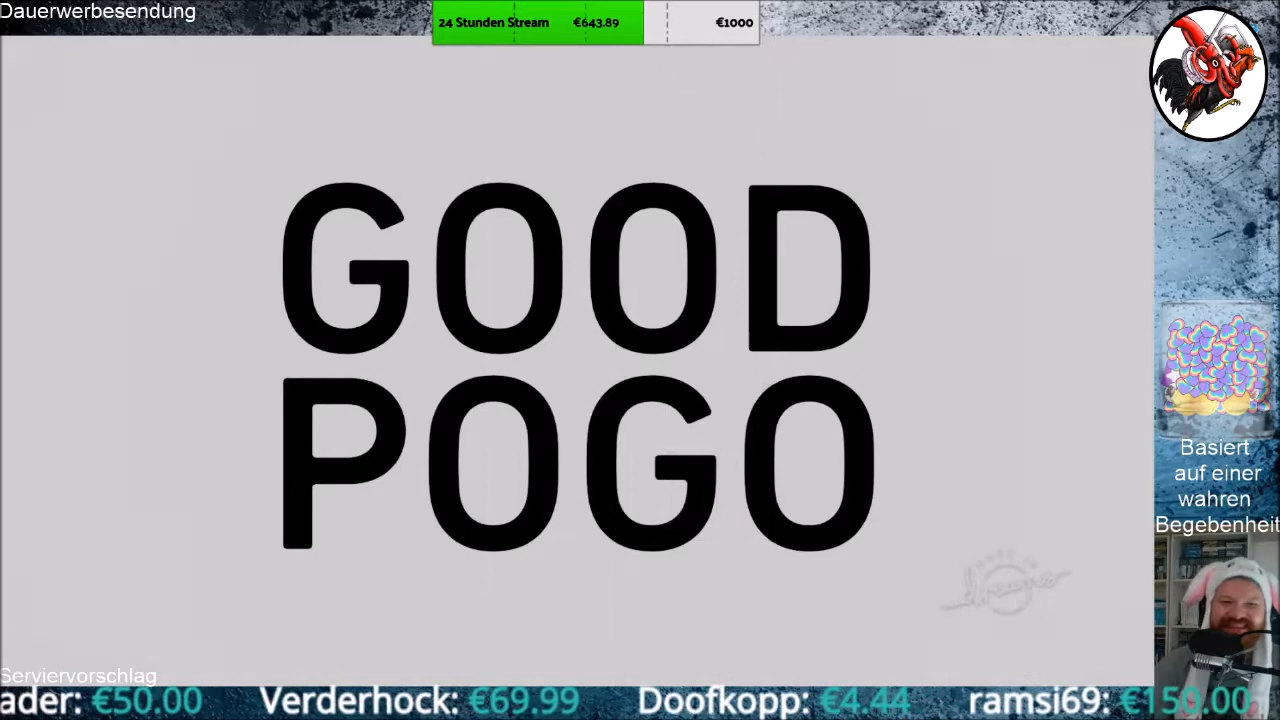 Dauerwerbesendung
24 Stunden Stream €643.89 €1000
GOOD
POGO
Basiert
auf einer
wahren
Begebenheit
dreams
Serviervorschlag
ader: €50.00 Verderhock: €69.99 Doofkopp: €4.44 ramsi69: €150.00